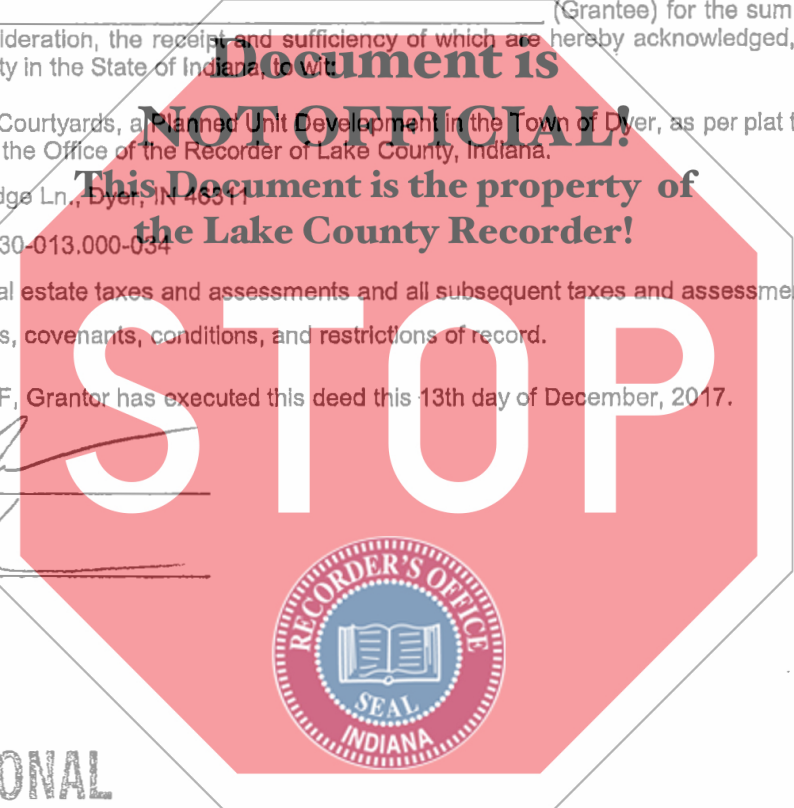 (Grantee) for the sum
ideration, the receipt and sufficiency of which are hereby acknowledged,
Document is
ty in the State of Indiana, to wit:
NOT OFFICIAL!
Courtyards, a Planned Unit Development in the Town of Dyer, as per plat t
the Office of the Recorder of Lake County, Indiana.
This Document is the property of
dge Ln., Dyer, IN 46311
the Lake County Recorder!
30-013.000-034
al estate taxes and assessments and all subsequent taxes and assessme
s, covenants, conditions, and restrictions of record.
STOP
F, Grantor has executed this deed this 13th day of December, 2017.
RECORDER'S OFFICE
SEAL
INDIANA
ONAL